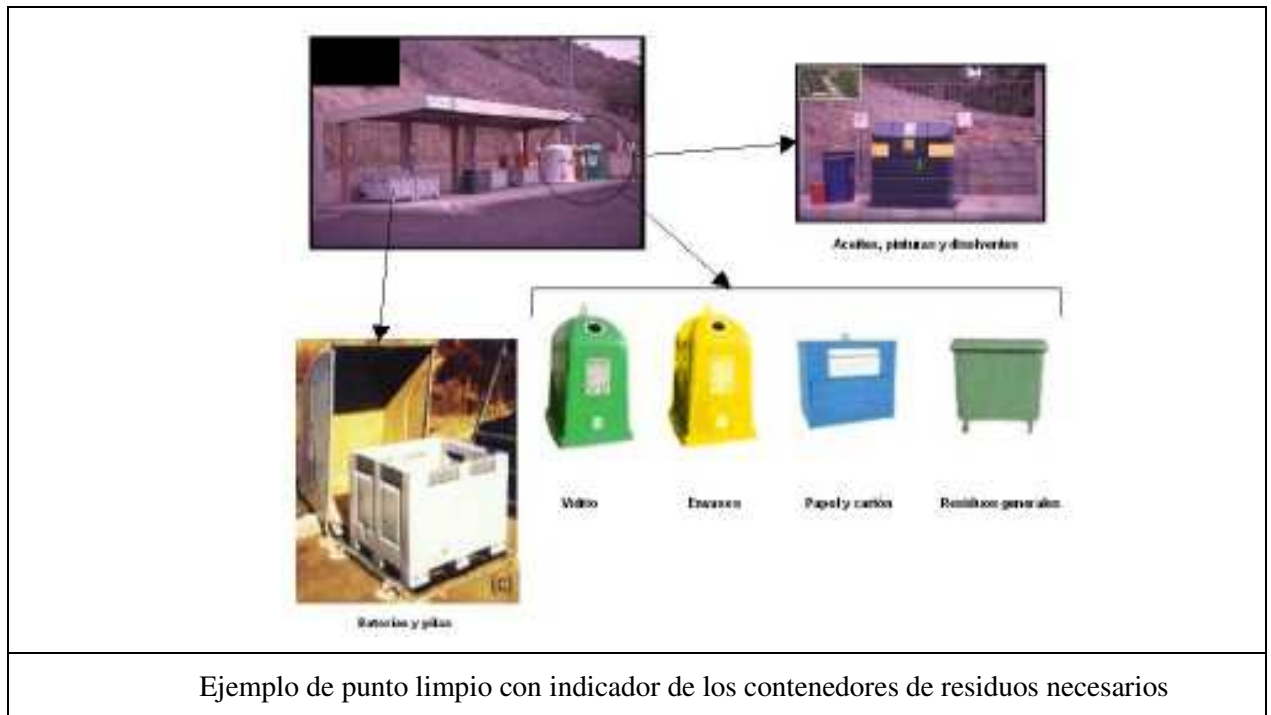 Aceites, pinturas y disolventes
Vidrio
Envases
Papel y cartón
Residuos generales
(C)
Baterías y pilas
Ejemplo de punto limpio con indicador de los contenedores de residuos necesarios